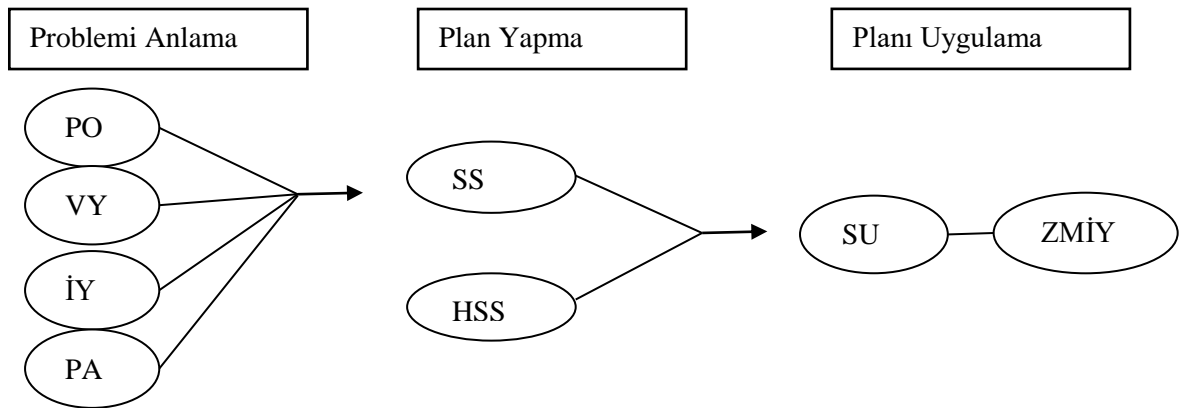 Problemi Anlama
Plan Yapma
Planı Uygulama
PO
VY
İY
PA
SS
HSS
SU
ZMİY